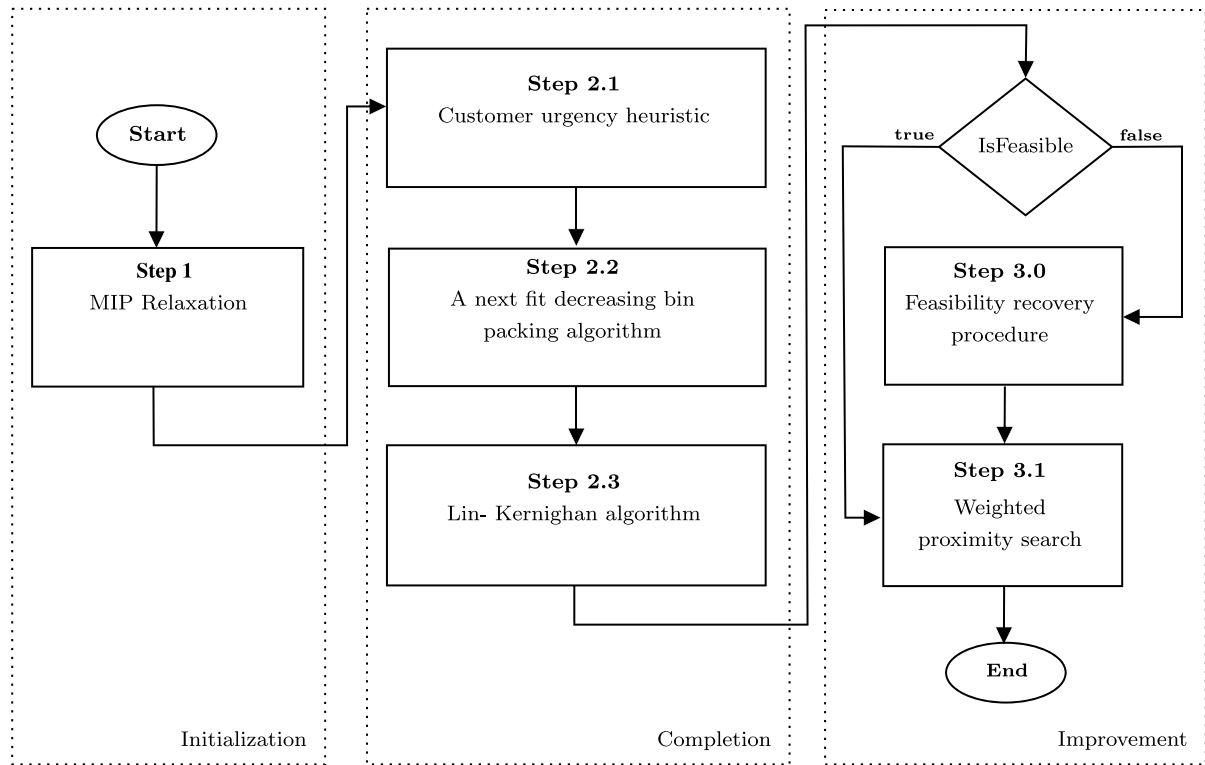 Start
Step 1
MIP Relaxation
Initialization
Step 2.1
Customer urgency heuristic
Step 2.2
A next fit decreasing bin
packing algorithm
Step 2.3
Lin- Kernighan algorithm
Completion
IsFeasible
true
false
Step 3.0
Feasibility recovery
procedure
Step 3.1
Weighted
proximity search
End
Improvement